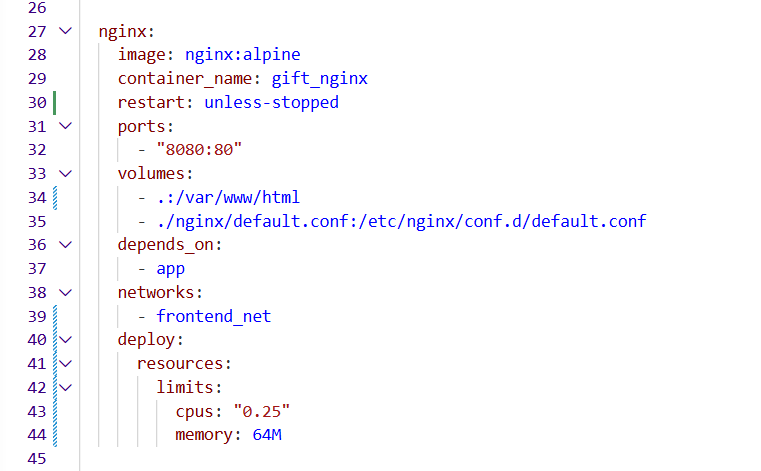 26
27 nginx:
28 image: nginx:alpine
29 container_name: gift_nginx
30 restart: unless-stopped
31 ports:
32 - "8080:80"
33 volumes:
34 - .:/var/www/html
35 - ./nginx/default.conf:/etc/nginx/conf.d/default.conf
36 depends_on:
37 - app
38 networks:
39 - frontend_net
40 deploy:
41 resources:
42 limits:
43 cpus: "0.25"
44 memory: 64M
45